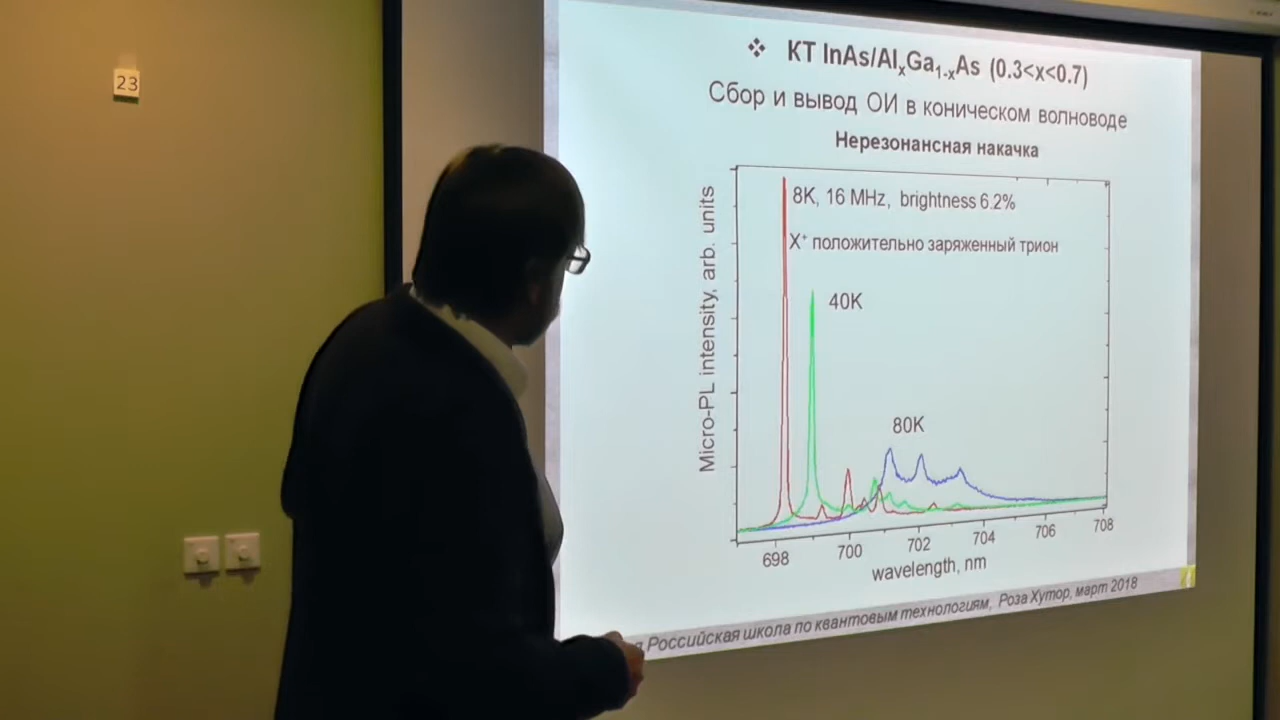 23
❖ КТ InAs/AlxGa1-xAs (0.3<x<0.7)
Сбор и вывод ОИ в коническом волноводе
Нерезонансная накачка
8K, 16 MHz, brightness 6.2%
X+ положительно заряженный трион
40K
80K
Micro-PL intensity, arb. units
698 700 702 704 706 708
wavelength, nm
Российская школа по квантовым технологиям, Роза Хутор, март 2018